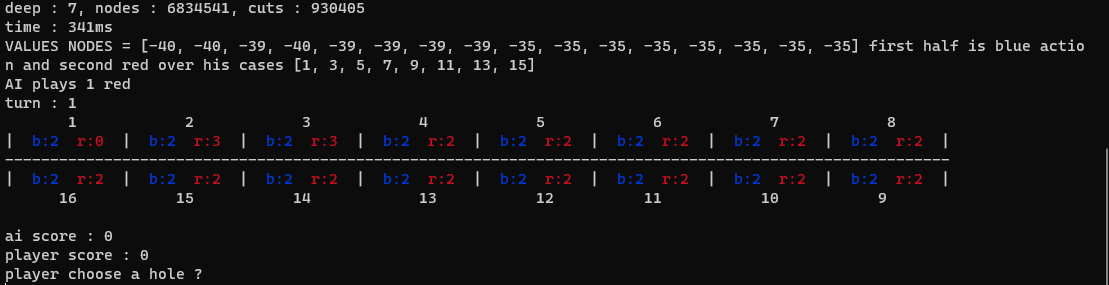 deep : 7, nodes : 6834541, cuts : 930405
time : 341ms
VALUES NODES = [-40, -40, -39, -40, -39, -39, -39, -39, -35, -35, -35, -35, -35, -35, -35, -35] first half is blue actio
n and second red over his cases [1, 3, 5, 7, 9, 11, 13, 15]
AI plays 1 red
turn : 1
1 2 3 4 5 6 7 8
| b:2 r:0 | b:2 r:3 | b:2 r:3 | b:2 r:2 | b:2 r:2 | b:2 r:2 | b:2 r:2 | b:2 r:2 |
---------------------------------------------------------------------------------------------------------
| b:2 r:2 | b:2 r:2 | b:2 r:2 | b:2 r:2 | b:2 r:2 | b:2 r:2 | b:2 r:2 | b:2 r:2 |
16 15 14 13 12 11 10 9
ai score : 0
player score : 0
player choose a hole ?